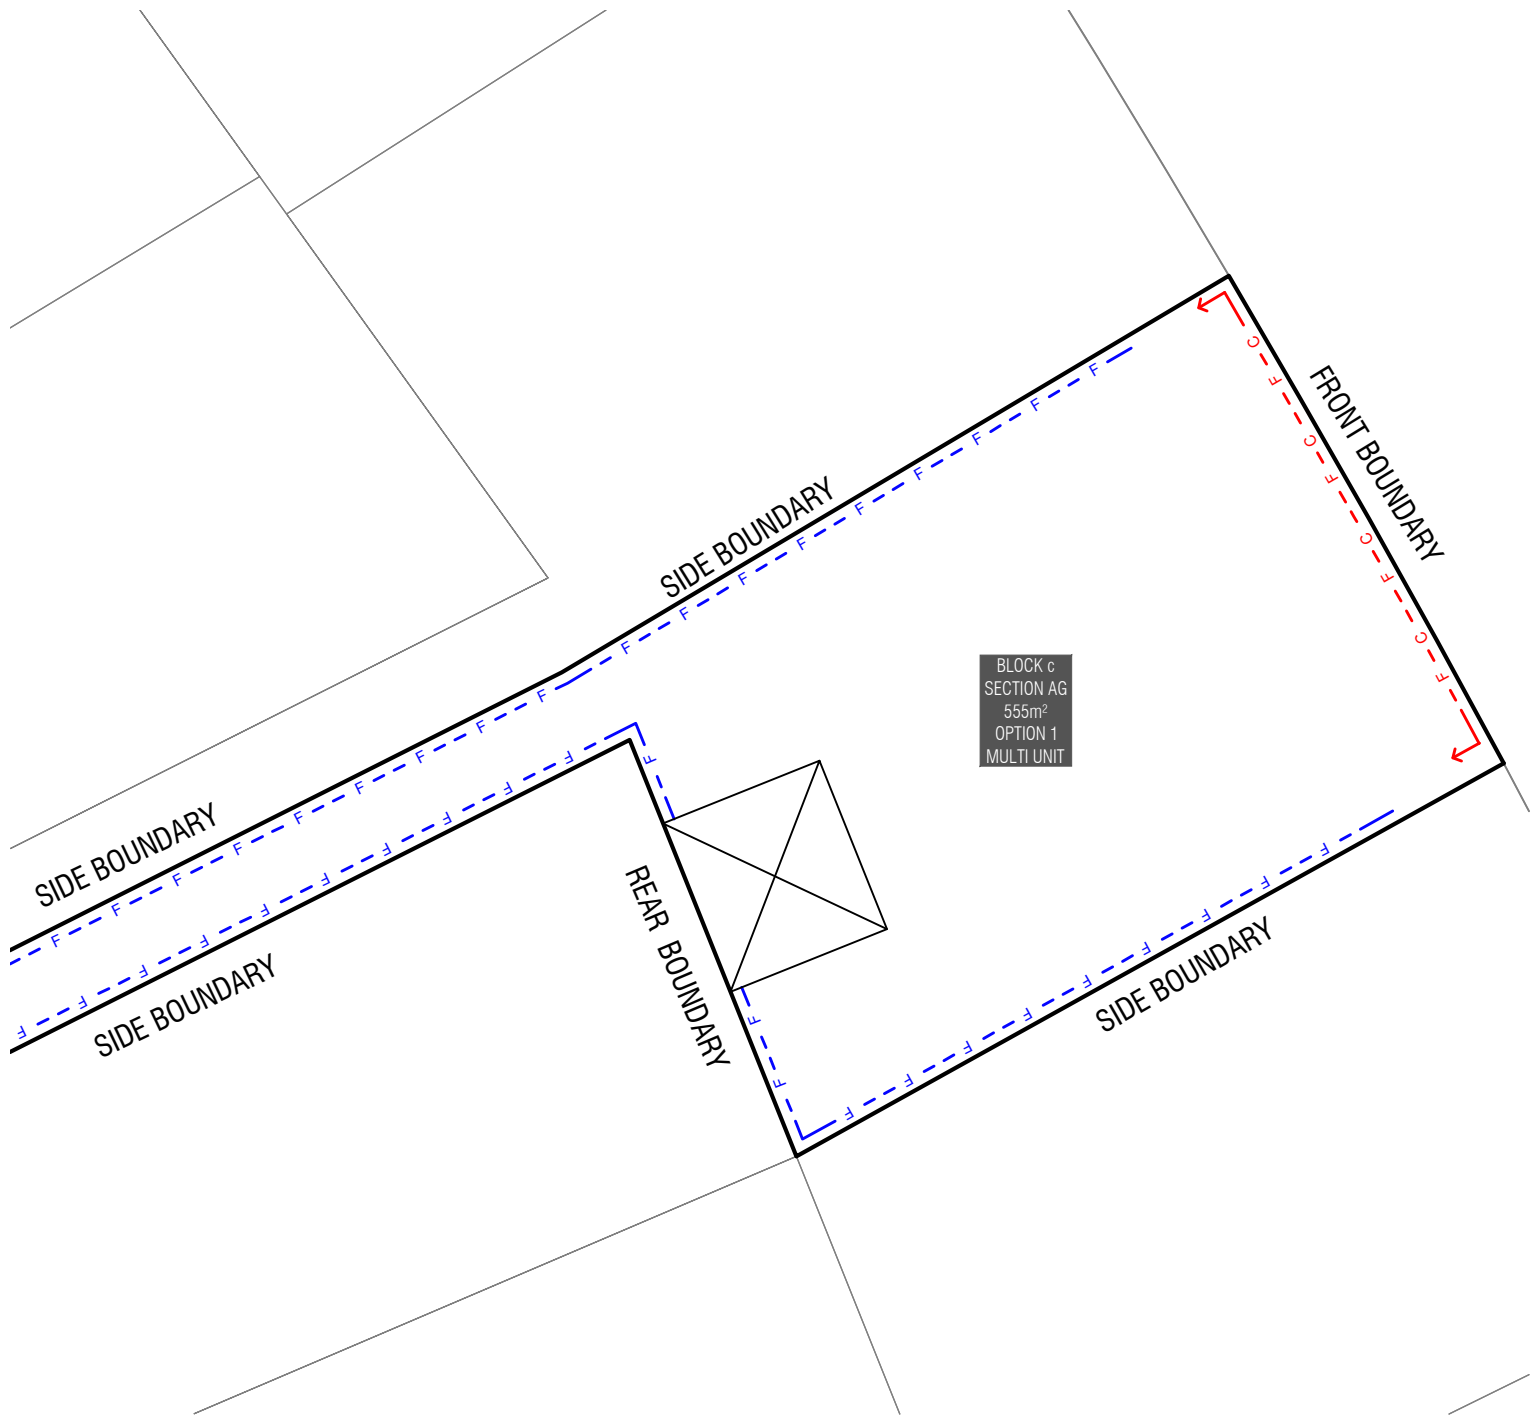 F F F F F F F F F
C F C F C F C F
FRONT BOUNDARY
SIDE BOUNDARY
BLOCK c
SECTION AG
555m²
OPTION 1
MULTI UNIT
F F F F F F F F F
SIDE BOUNDARY
F F F F F F F F F F
SIDE BOUNDARY
F
REAR BOUNDARY
F F
F F F F F F F F F
SIDE BOUNDARY